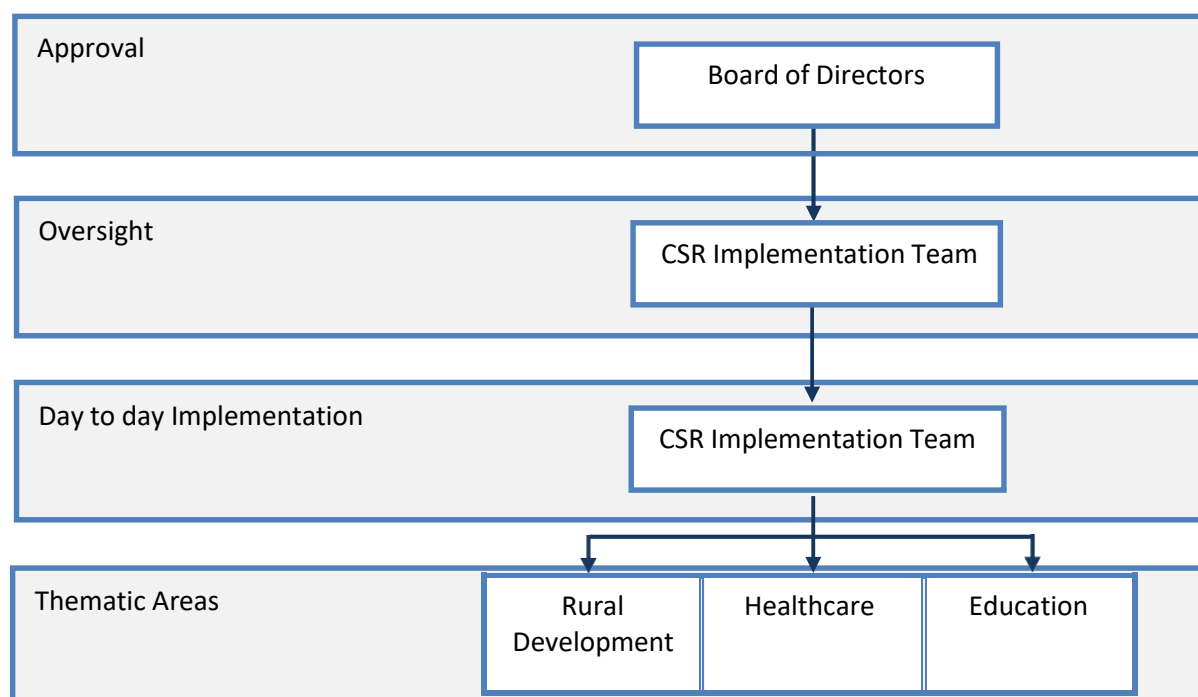 Approval
Board of Directors
Oversight
CSR Implementation Team
Day to day Implementation
CSR Implementation Team
Thematic Areas
Rural
Development
Healthcare
Education